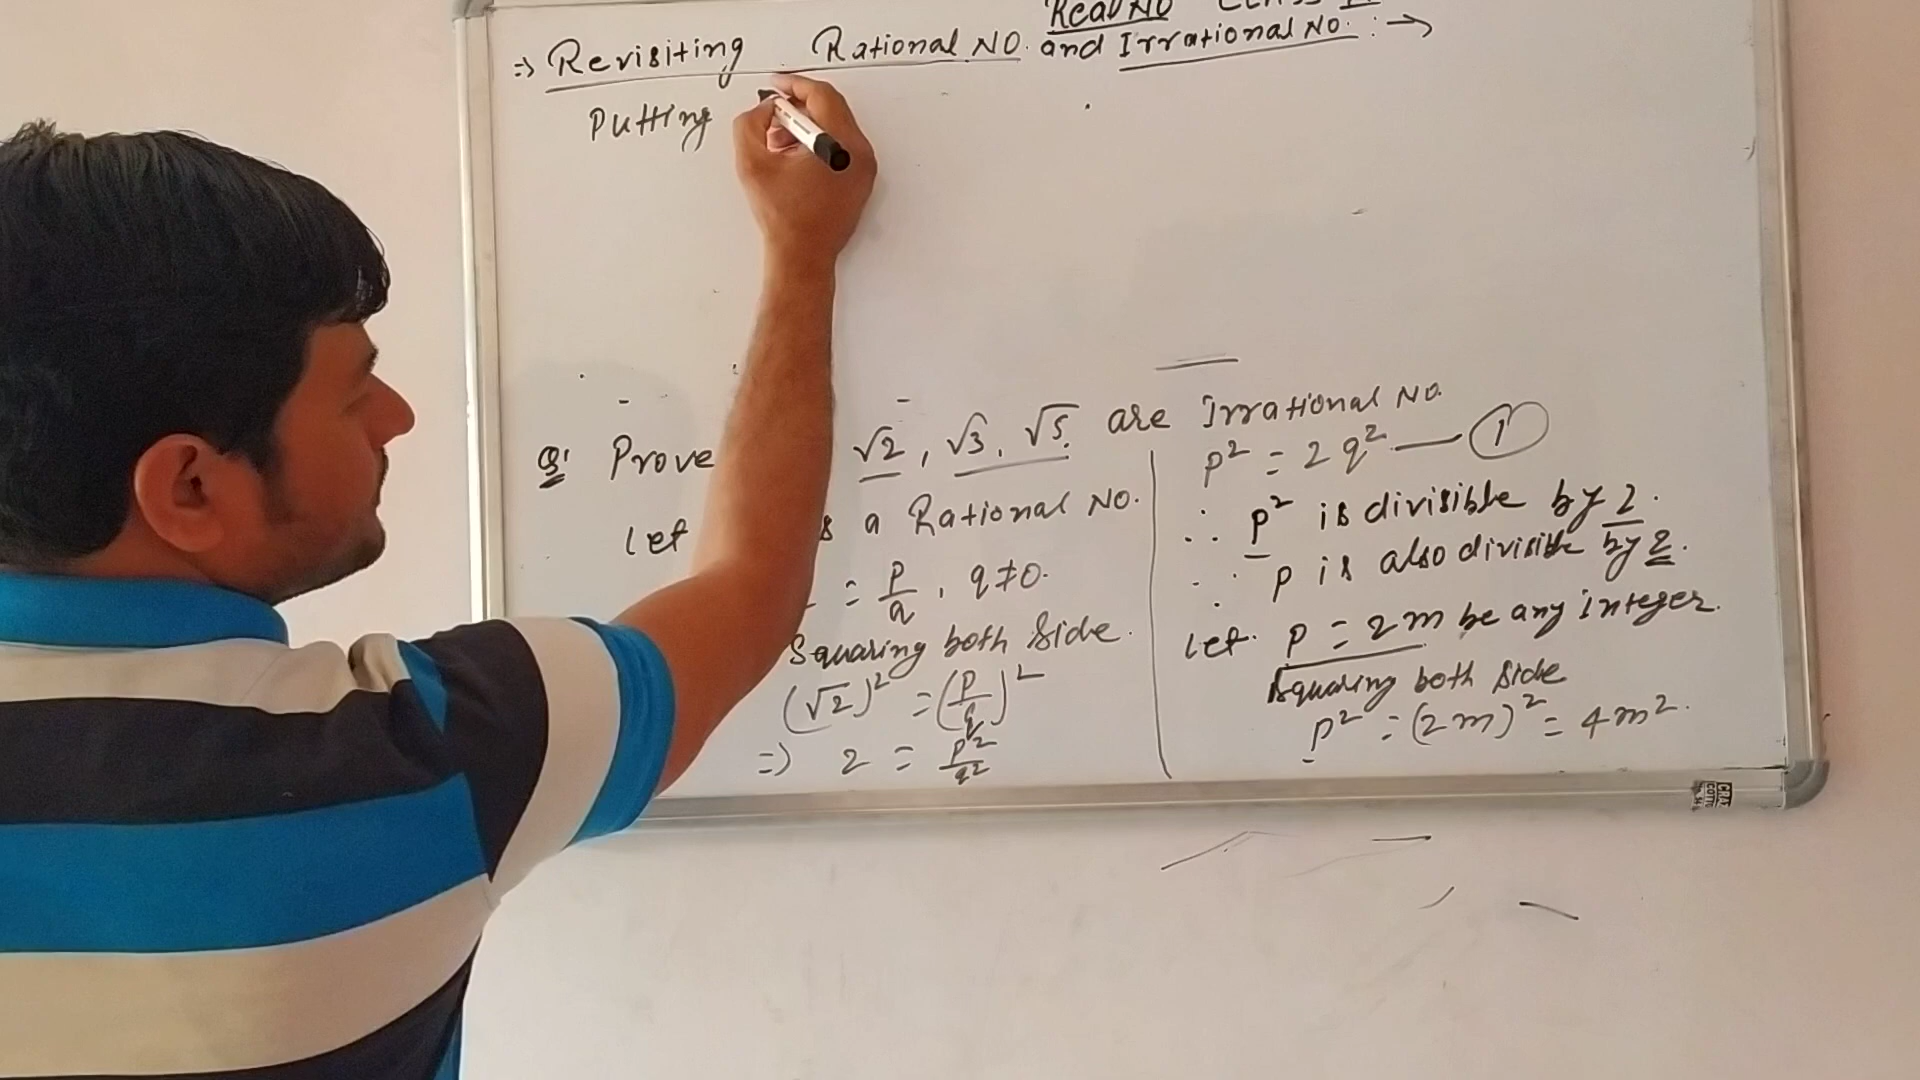 Real No
⇒ Revisiting Rational NO. and Irrational NO. :→
Putting
Q! Prove √2, √3, √5. are Irrational NO.
Let a Rational NO.
= p/q, q≠0.
Squaring both Side.
(√2)² = (p/q)²
⇒ 2 = p²/q²
p² = 2q² — ①
∴ p² is divisible by 2.
∴ p is also divisible by 2.
Let. p = 2m be any integer.
Squaring both Side
p² = (2m)² = 4m².